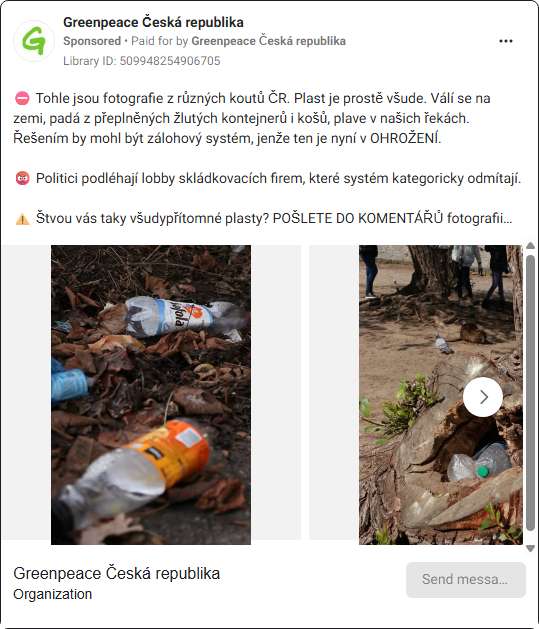 Greenpeace Česká republika
Sponsored • Paid for by Greenpeace Česká republika
Library ID: 509948254906705
⛔ Tohle jsou fotografie z různých koutů ČR. Plast je prostě všude. Válí se na
zemi, padá z přeplněných žlutých kontejnerů i košů, plave v našich řekách.
Řešením by mohl být zálohový systém, jenže ten je nyní v OHROŽENÍ.
😡 Politici podléhají lobby skládkovacích firem, které systém kategoricky odmítají.
⚠️ Štvou vás taky všudypřítomné plasty? POŠLETE DO KOMENTÁŘŮ fotografii…
Greenpeace Česká republika
Organization
Send messa…